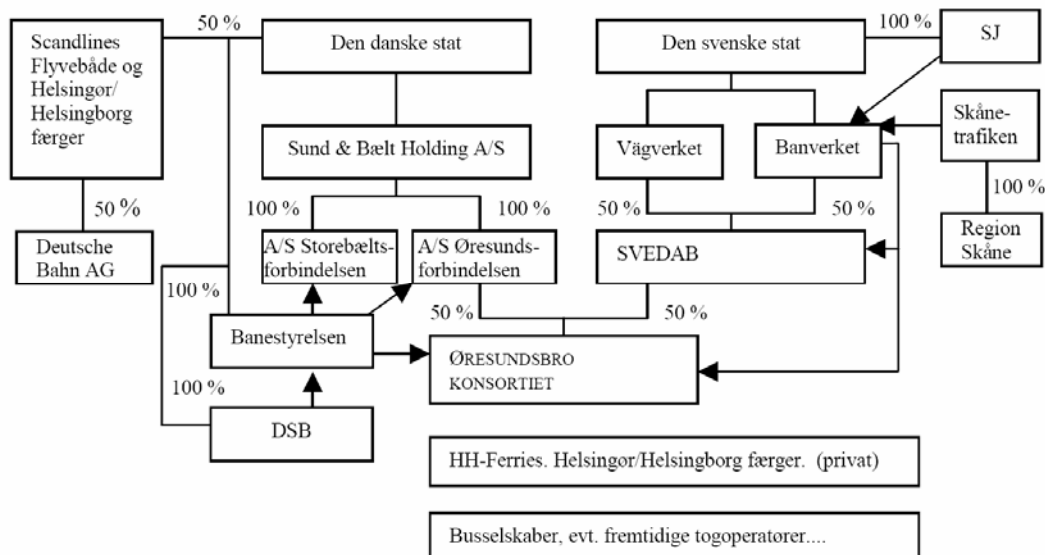 Scandlines
Flyvebåde og
Helsingør/
Helsingborg
færger
50 %
Den danske stat
Den svenske stat
100 %
SJ
Sund & Bælt Holding A/S
Vägverket
Banverket
Skåne-
trafiken
50 %
100 %
100 %
50 %
50 %
100 %
Deutsche
Bahn AG
A/S Storebælts-
forbindelsen
A/S Øresunds-
forbindelsen
SVEDAB
Region
Skåne
100 %
50 %
50 %
Banestyrelsen
ØRESUNDSBRO
KONSORTIET
100 %
DSB
HH-Ferries. Helsingør/Helsingborg færger. (privat)
Busselskaber, evt. fremtidige togoperatører....